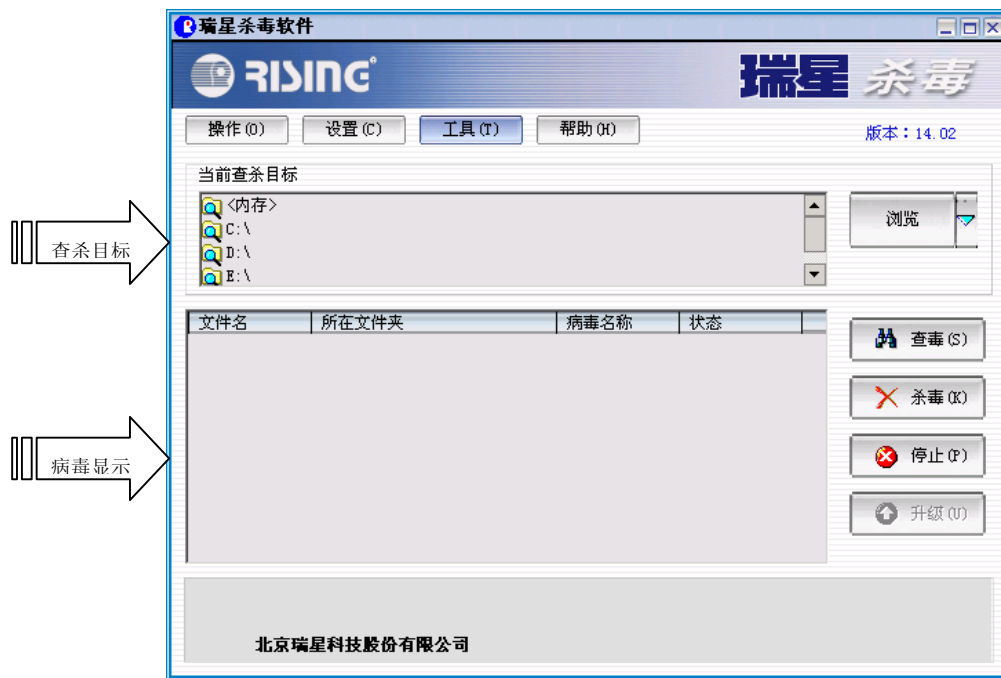 瑞星杀毒软件
RISING®
瑞星 杀毒
操作(O) 设置(C) 工具(T) 帮助(H)
版本：14.02
当前查杀目标
<内存>
C:\
D:\
E:\
浏览
查杀目标
文件名 所在文件夹 病毒名称 状态
查毒(S)
杀毒(K)
停止(P)
升级(U)
病毒显示
北京瑞星科技股份有限公司